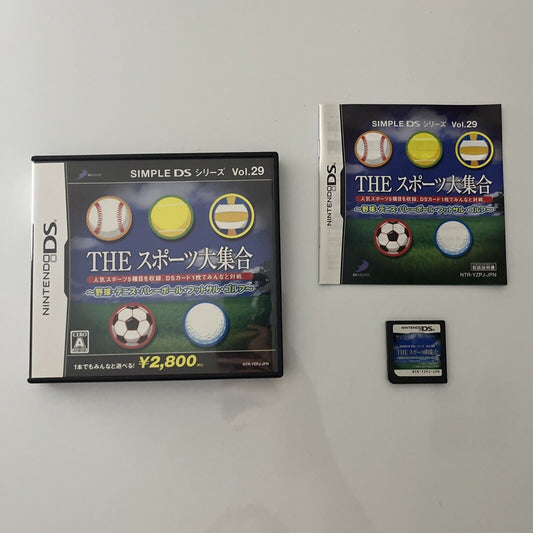 SIMPLE DS シリーズ Vol.29
NINTENDO DS
THE スポーツ大集合
人気スポーツ5種目を収録、DSカード1枚でみんなと対戦
～野球・テニス・バレーボール・フットサル・ゴルフ～
CERO
A
1本でもみんなと遊べる!
¥2,800
NTR-YZPJ-JPN
SIMPLE DS シリーズ Vol.29
NINTENDO DS
THE スポーツ大集合
人気スポーツ5種目を収録、DSカード1枚でみんなと対戦
～野球・テニス・バレーボール・フットサル・ゴルフ～
取扱説明書
NTR-YZPJ-JPN
NINTENDO DS
THE スポーツ大集合
NTR-YZPJ-JPN